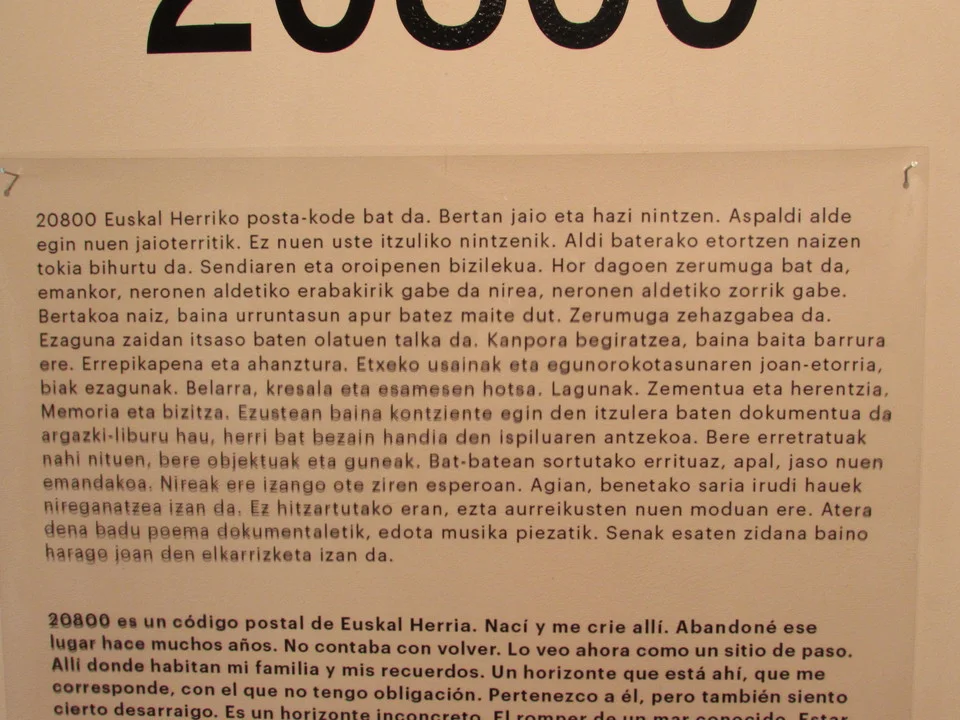 20800
20800 Euskal Herriko posta-kode bat da. Bertan jaio eta hazi nintzen. Aspaldi alde
egin nuen jaioterritik. Ez nuen uste itzuliko nintzenik. Aldi baterako etortzen naizen
tokia bihurtu da. Sendiaren eta oroipenen bizilekua. Hor dagoen zerumuga bat da,
emankor, neronen aldetiko erabakirik gabe da nirea, neronen aldetiko zorrik gabe.
Bertakoa naiz, baina urruntasun apur batez maite dut. Zerumuga zehazgabea da.
Ezaguna zaidan itsaso baten olatuen talka da. Kanpora begiratzea, baina baita barrura
ere. Errepikapena eta ahanztura. Etxeko usainak eta egunorokotasunaren joan-etorria,
biak ezagunak. Belarra, kresala eta esamesen hotsa. Lagunak. Zementua eta herentzia,
Memoria eta bizitza. Ezustean baina kontziente egin den itzulera baten dokumentua da
argazki-liburu hau, herri bat bezain handia den ispiluaren antzekoa. Bere erretratuak
nahi nituen, bere objektuak eta guneak. Bat-batean sortutako errituaz, apal, jaso nuen
emandakoa. Nireak ere izango ote ziren esperoan. Agian, benetako saria irudi hauek
nireganatzea izan da. Ez hitzartutako eran, ezta aurreikusten nuen moduan ere. Atera
dena badu poema dokumentaletik, edota musika piezatik. Senak esaten zidana baino
harago joan den elkarrizketa izan da.
20800 es un código postal de Euskal Herria. Nací y me crie allí. Abandoné ese
lugar hace muchos años. No contaba con volver. Lo veo ahora como un sitio de paso.
Allí donde habitan mi familia y mis recuerdos. Un horizonte que está ahí, que me
corresponde, con el que no tengo obligación. Pertenezco a él, pero también siento
cierto desarraigo. Es un horizonte inconcreto. El romper de un mar conocido. Estar